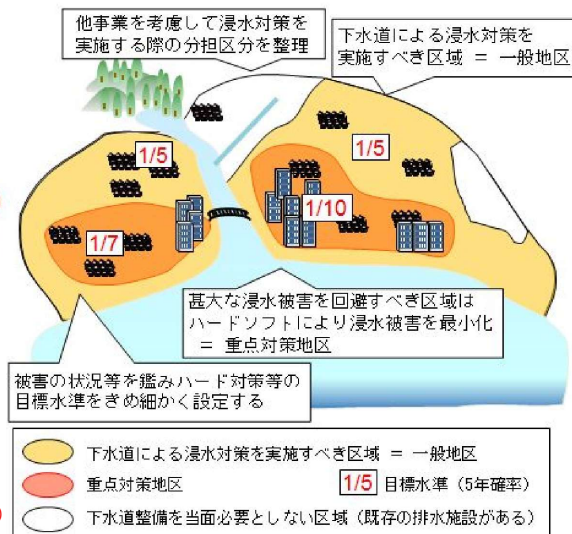 他事業を考慮して浸水対策を
実施する際の分担区分を整理
下水道による浸水対策を
実施すべき区域 = 一般地区
1/5
1/5
1/10
1/7
甚大な浸水被害を回避すべき区域は
ハードソフトにより浸水被害を最小化
= 重点対策地区
被害の状況等を鑑みハード対策等の
目標水準をきめ細かく設定する
下水道による浸水対策を実施すべき区域 = 一般地区
重点対策地区
1/5 目標水準（5年確率）
下水道整備を当面必要としない区域（既存の排水施設がある）